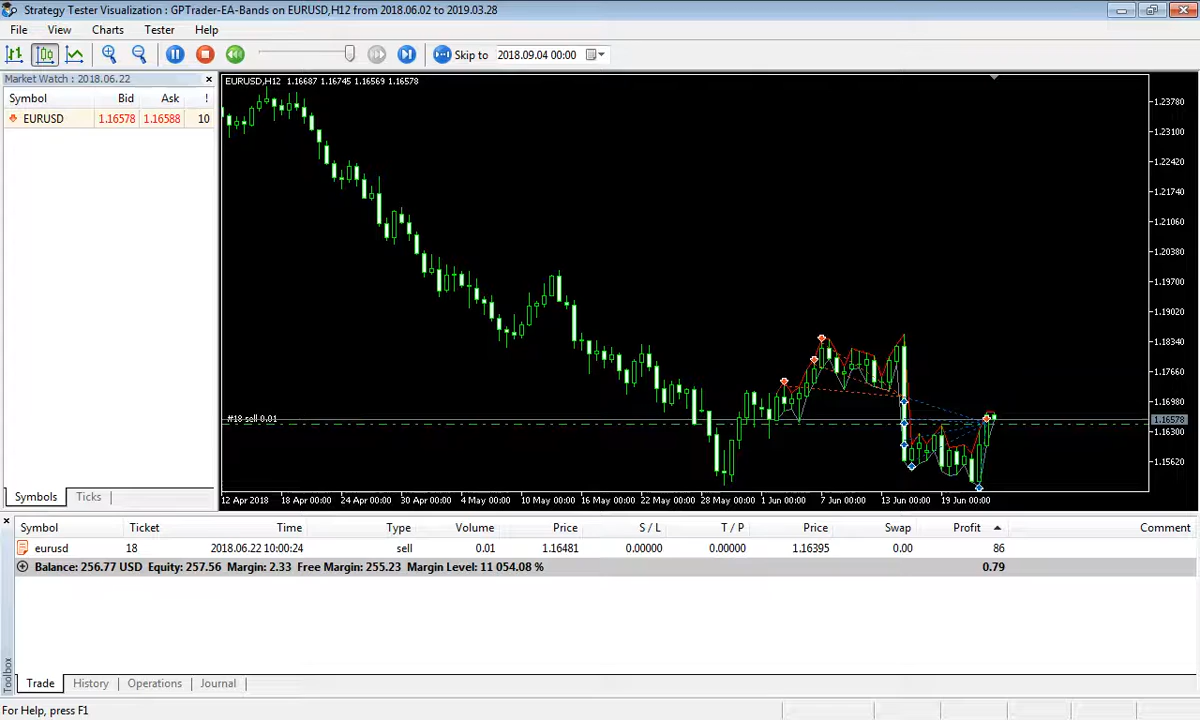 Strategy Tester Visualization : GPTrader-EA-Bands on EURUSD,H12 from 2018.06.02 to 2019.03.28
File View Charts Tester Help
Skip to 2018.09.04 00:00
Market Watch : 2018.06.22
Symbol Bid Ask !
EURUSD 1.16578 1.16588 10
Symbols Ticks
EURUSD,H12 1.16687 1.16745 1.16569 1.16578
#18 sell 0.01
1.23780
1.23100
1.22420
1.21740
1.21060
1.20380
1.19700
1.19020
1.18340
1.17660
1.16980
1.16578
1.16300
1.15620
12 Apr 2018 18 Apr 00:00 24 Apr 00:00 30 Apr 00:00 4 May 00:00 10 May 00:00 16 May 00:00 22 May 00:00 28 May 00:00 1 Jun 00:00 7 Jun 00:00 13 Jun 00:00 19 Jun 00:00
Symbol Ticket Time Type Volume Price S / L T / P Price Swap Profit Comment
eurusd 18 2018.06.22 10:00:24 sell 0.01 1.16481 0.00000 0.00000 1.16395 0.00 86
Balance: 256.77 USD Equity: 257.56 Margin: 2.33 Free Margin: 255.23 Margin Level: 11 054.08 % 0.79
Toolbox
Trade History Operations Journal
For Help, press F1